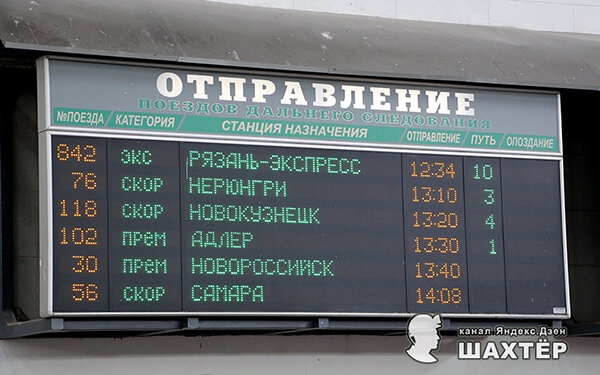 ОТПРАВЛЕНИЕ
ПОЕЗДОВ ДАЛЬНЕГО СЛЕДОВАНИЯ
№ПОЕЗДА / КАТЕГОРИЯ / СТАНЦИЯ НАЗНАЧЕНИЯ / ОТПРАВЛЕНИЕ / ПУТЬ / ОПОЗДАНИЕ
842 экс РЯЗАНЬ-ЭКСПРЕСС 12:34 10
76 скор НЕРЮНГРИ 13:10 3
118 скор НОВОКУЗНЕЦК 13:20 4
102 прем АДЛЕР 13:30 1
30 прем НОВОРОССИЙСК 13:40
56 скор САМАРА 14:08
канал Яндекс.Дзен
ШАХТЁР